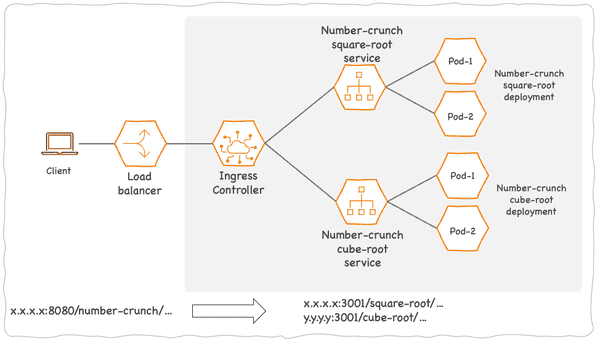 Number-crunch
square-root
service
Pod-1
Pod-2
Number-crunch
square-root
deployment
Client
Load
balancer
Ingress
Controller
Number-crunch
cube-root
service
Pod-1
Pod-2
Number-crunch
cube-root
deployment
x.x.x.x:8080/number-crunch/...
x.x.x.x:3001/square-root/...
y.y.y.y:3001/cube-root/...